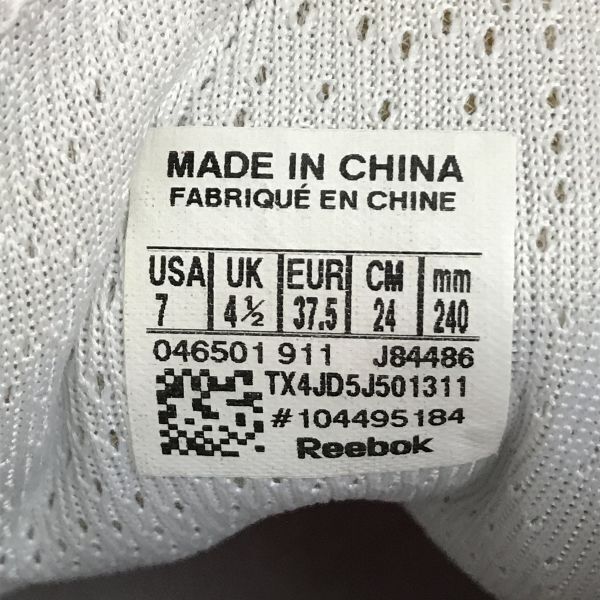 MADE IN CHINA
FABRIQUÉ EN CHINE
USA UK EUR CM mm
7 4½ 37.5 24 240
046501 911 J84486
TX4JD5J501311
#104495184
Reebok